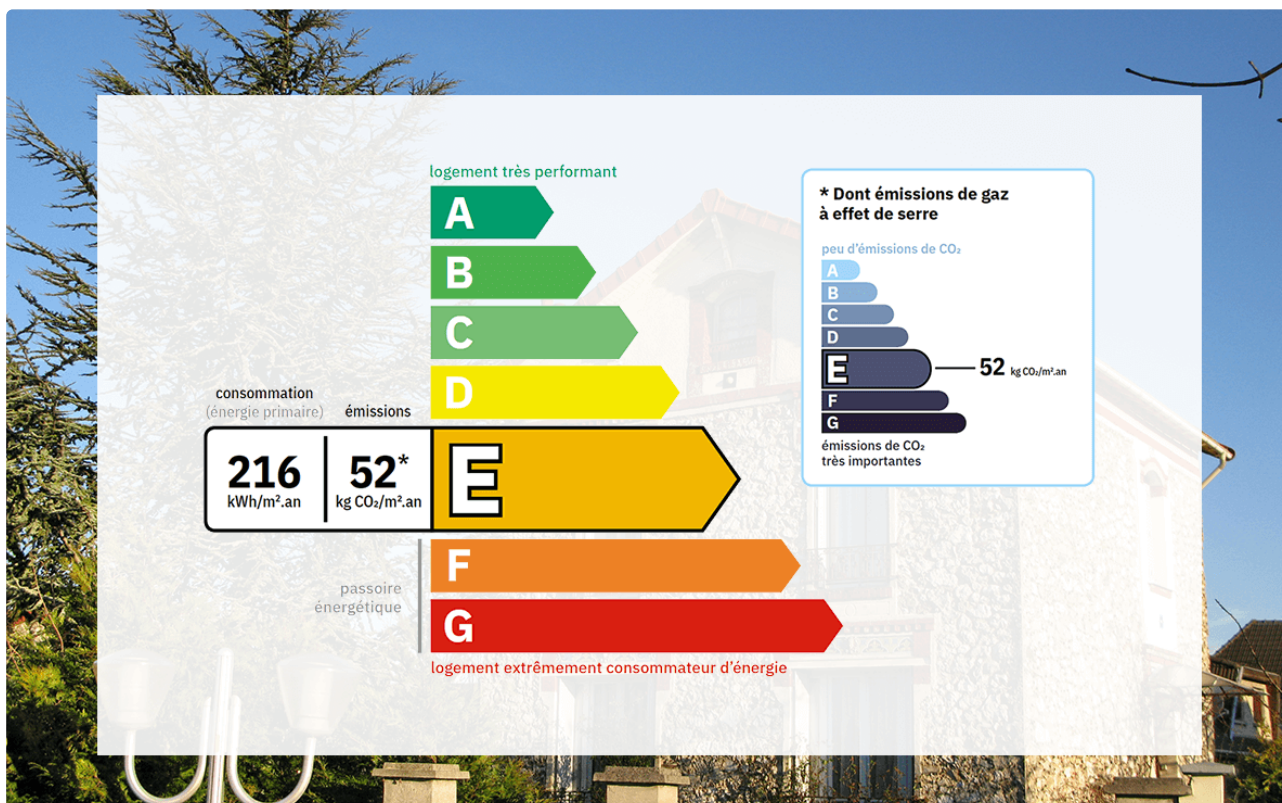 logement très performant
A
B
C
D
consommation
(énergie primaire)
émissions
216
kWh/m².an
52*
kg CO₂/m².an
E
F
G
passoire
énergétique
logement extrêmement consommateur d'énergie
* Dont émissions de gaz
à effet de serre
peu d'émissions de CO₂
A
B
C
D
E
52 kg CO₂/m².an
F
G
émissions de CO₂
très importantes